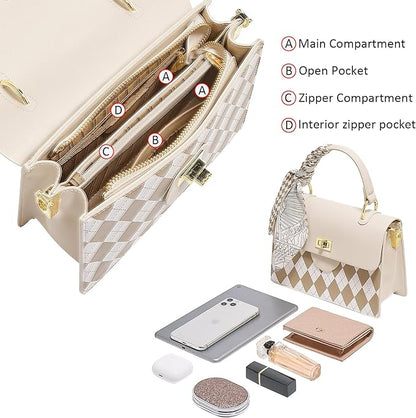 A Main Compartment
B Open Pocket
C Zipper Compartment
D Interior zipper pocket
A
D
A
C
B